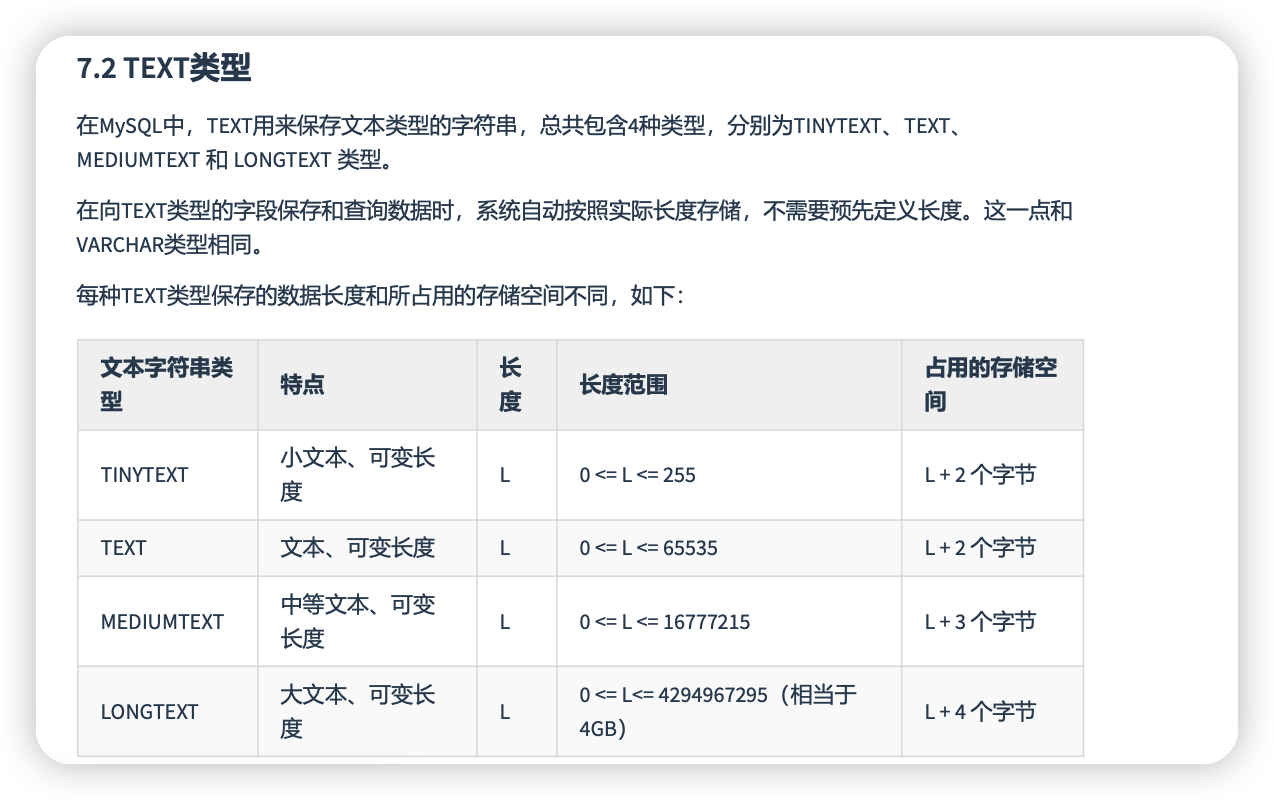 7.2 TEXT类型
在MySQL中，TEXT用来保存文本类型的字符串，总共包含4种类型，分别为TINYTEXT、TEXT、
MEDIUMTEXT 和 LONGTEXT 类型。
在向TEXT类型的字段保存和查询数据时，系统自动按照实际长度存储，不需要预先定义长度。这一点和
VARCHAR类型相同。
每种TEXT类型保存的数据长度和所占用的存储空间不同，如下：
文本字符串类
型
特点
长
度
长度范围
占用的存储空
间
TINYTEXT
小文本、可变长
度
L
0 <= L <= 255
L + 2 个字节
TEXT
文本、可变长度
L
0 <= L <= 65535
L + 2 个字节
MEDIUMTEXT
中等文本、可变
长度
L
0 <= L <= 16777215
L + 3 个字节
LONGTEXT
大文本、可变长
度
L
0 <= L<= 4294967295（相当于
4GB）
L + 4 个字节